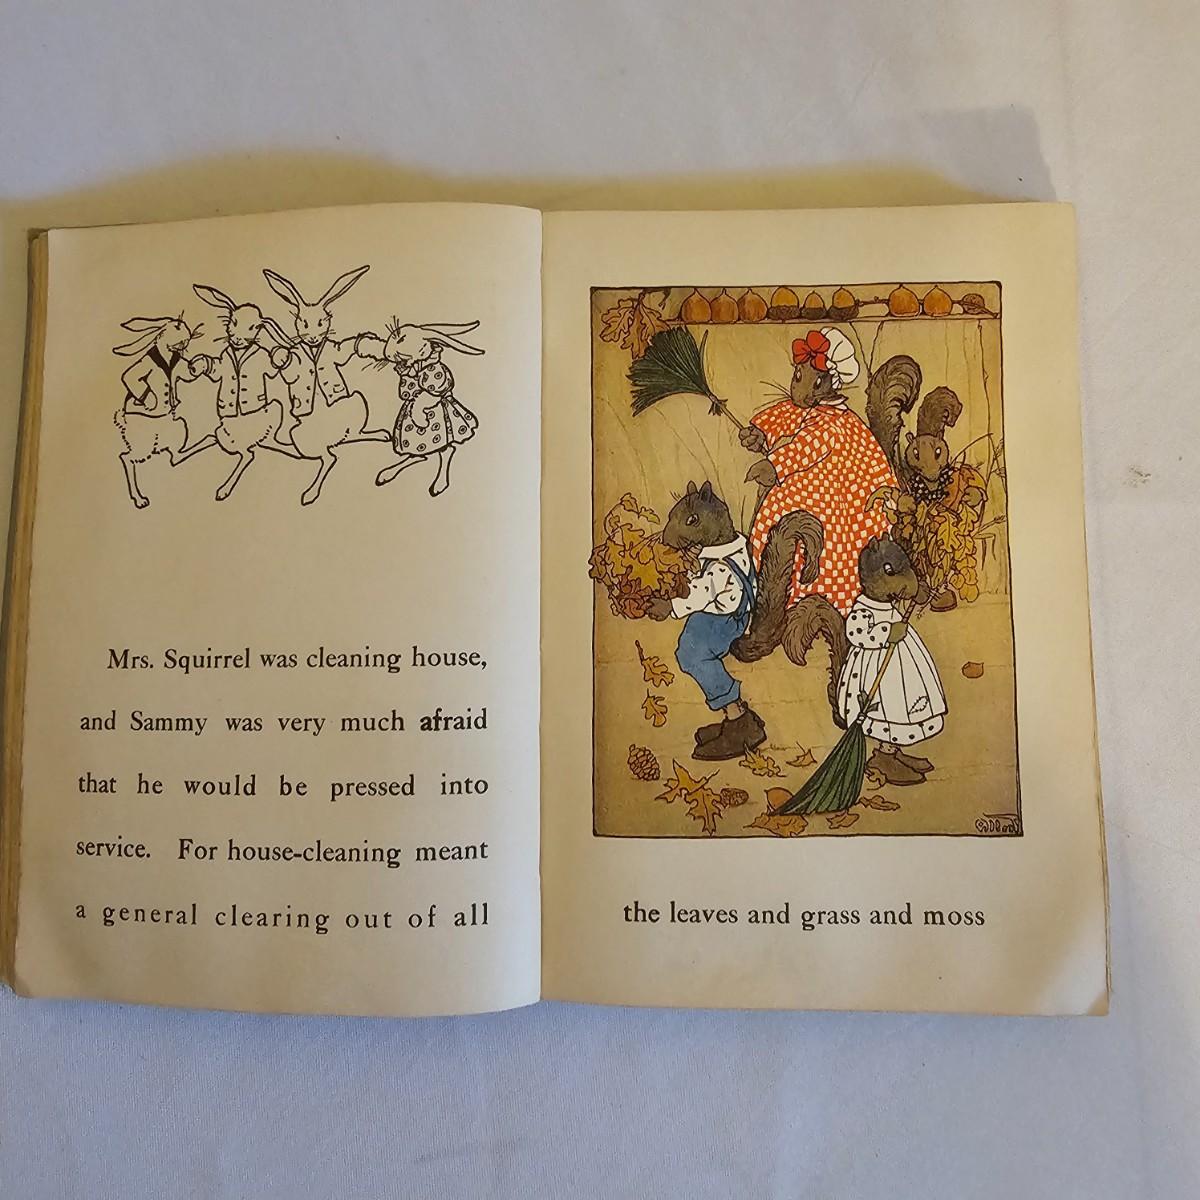 Mrs. Squirrel was cleaning house,
and Sammy was very much afraid
that he would be pressed into
service. For house-cleaning meant
a general clearing out of all
the leaves and grass and moss